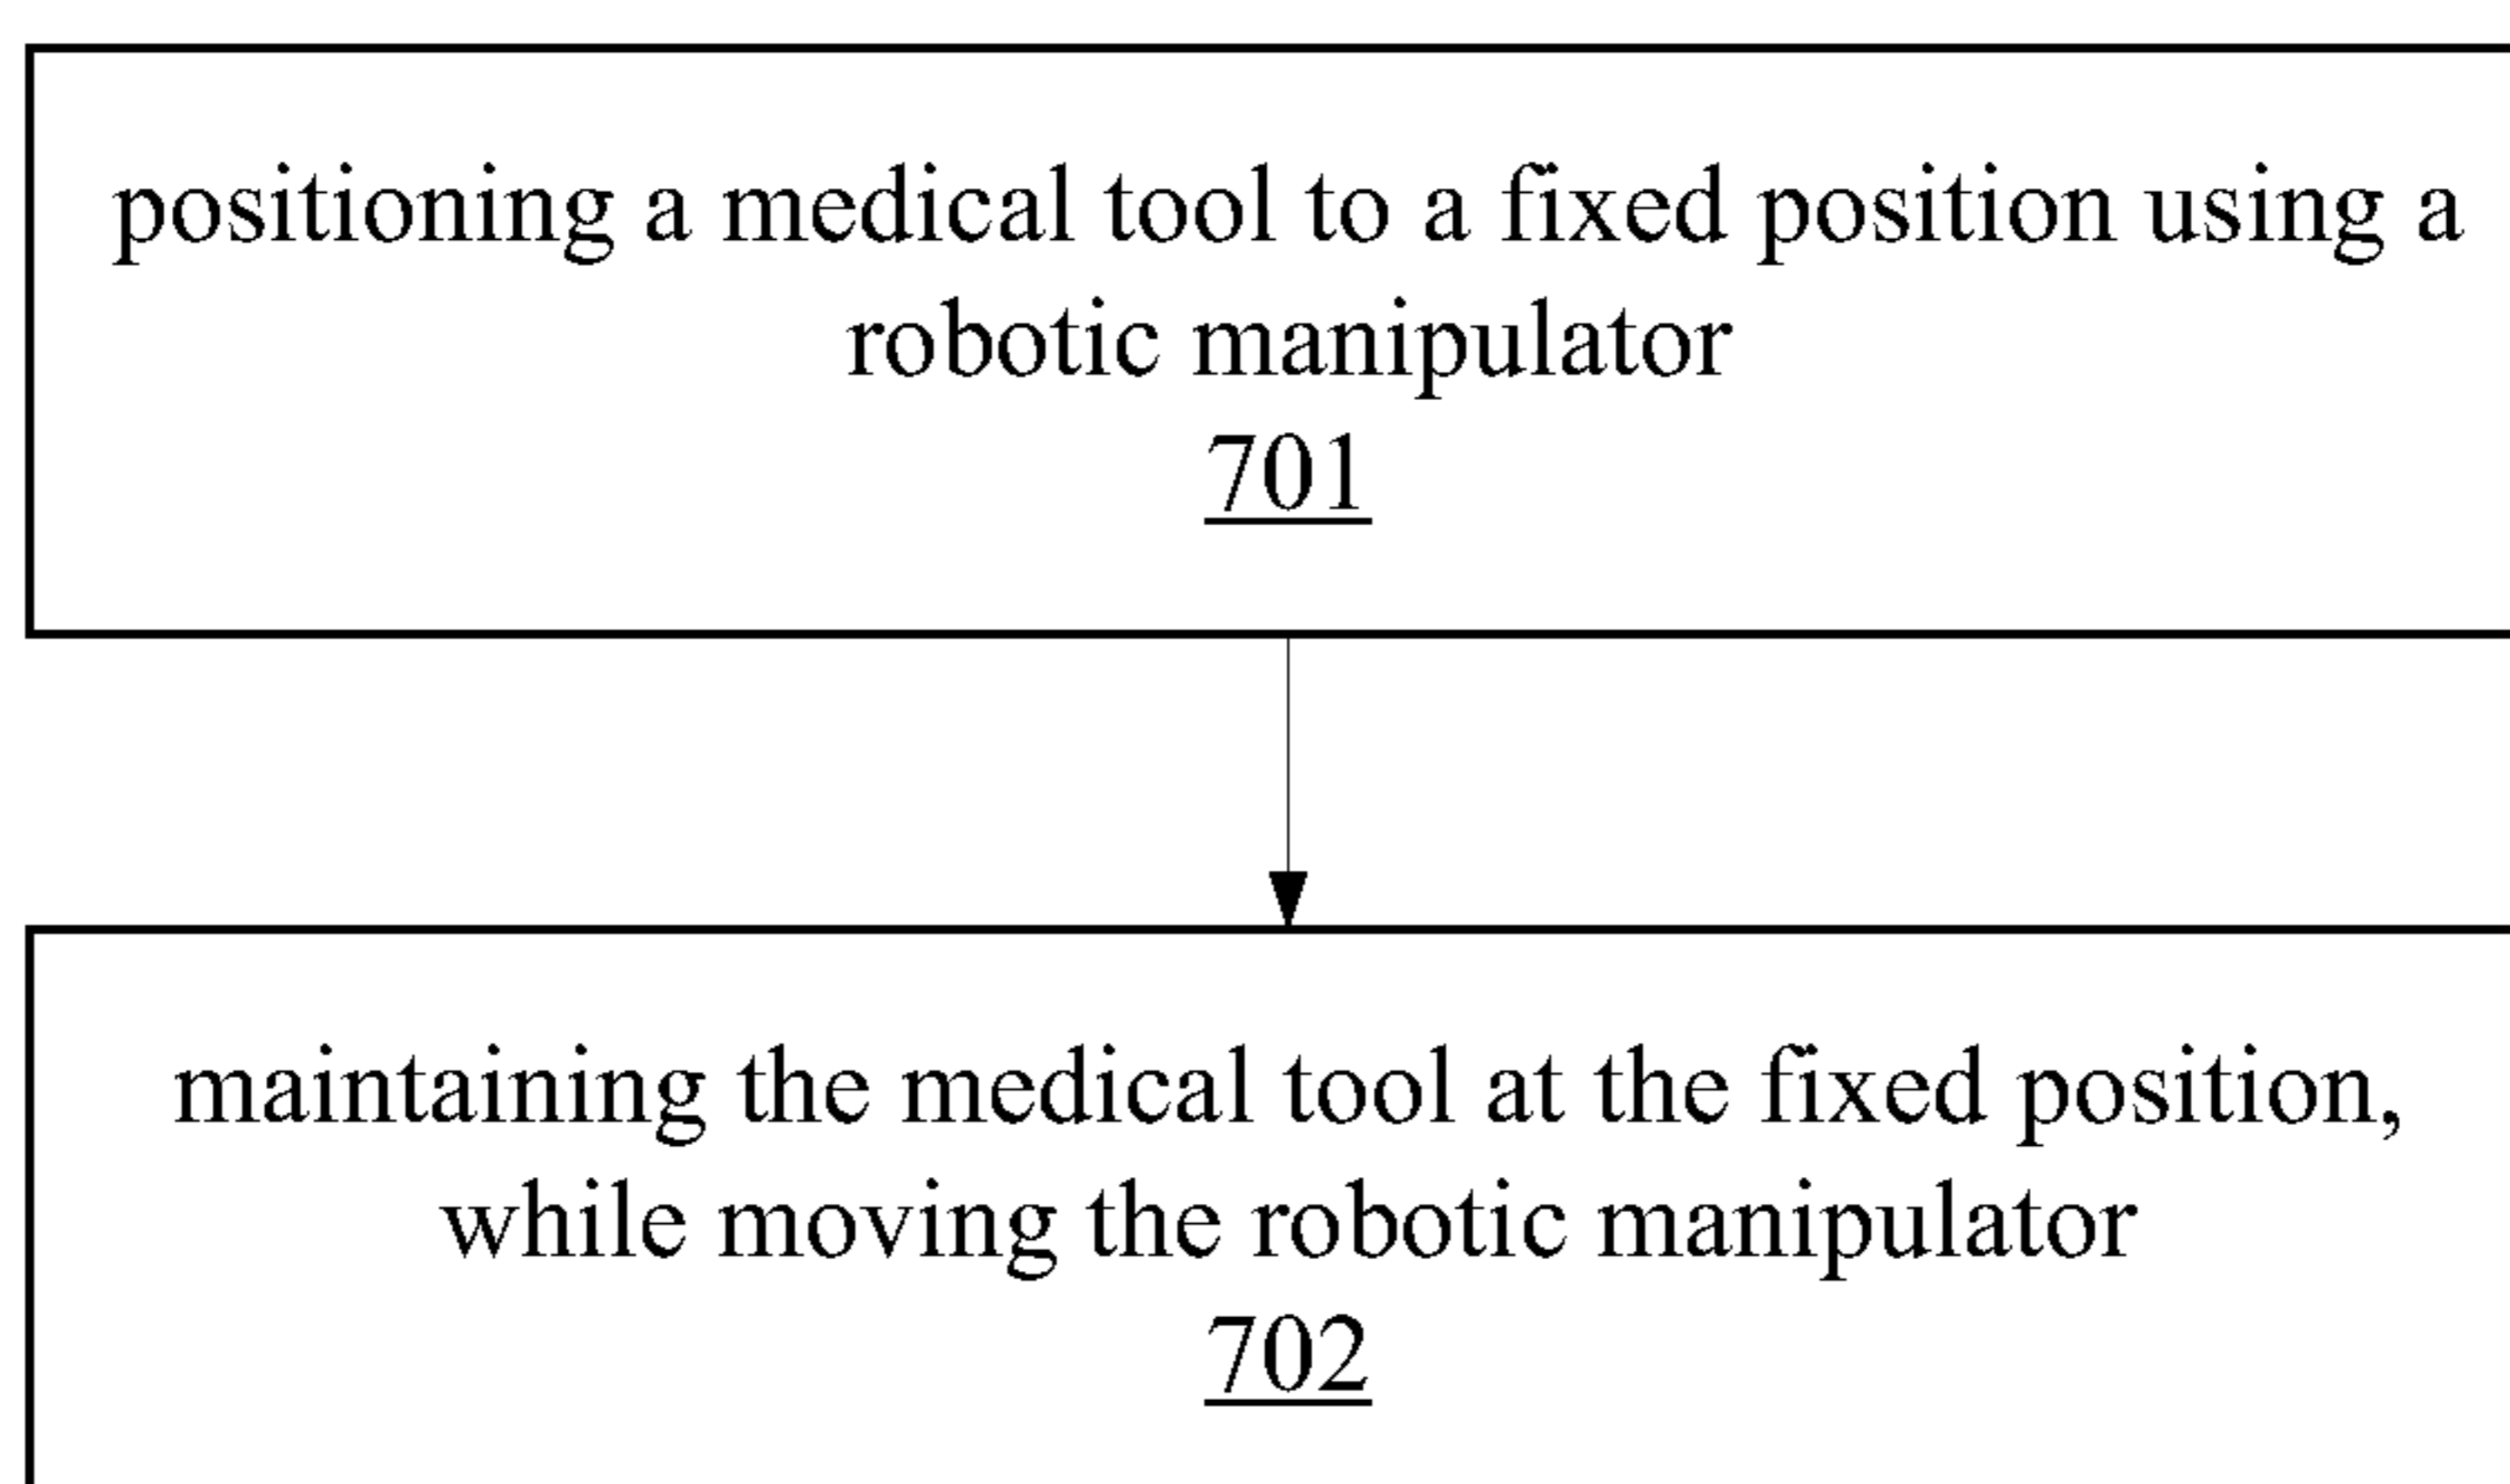 positioning a medical tool to a fixed position using a
robotic manipulator
701
maintaining the medical tool at the fixed position,
while moving the robotic manipulator
702